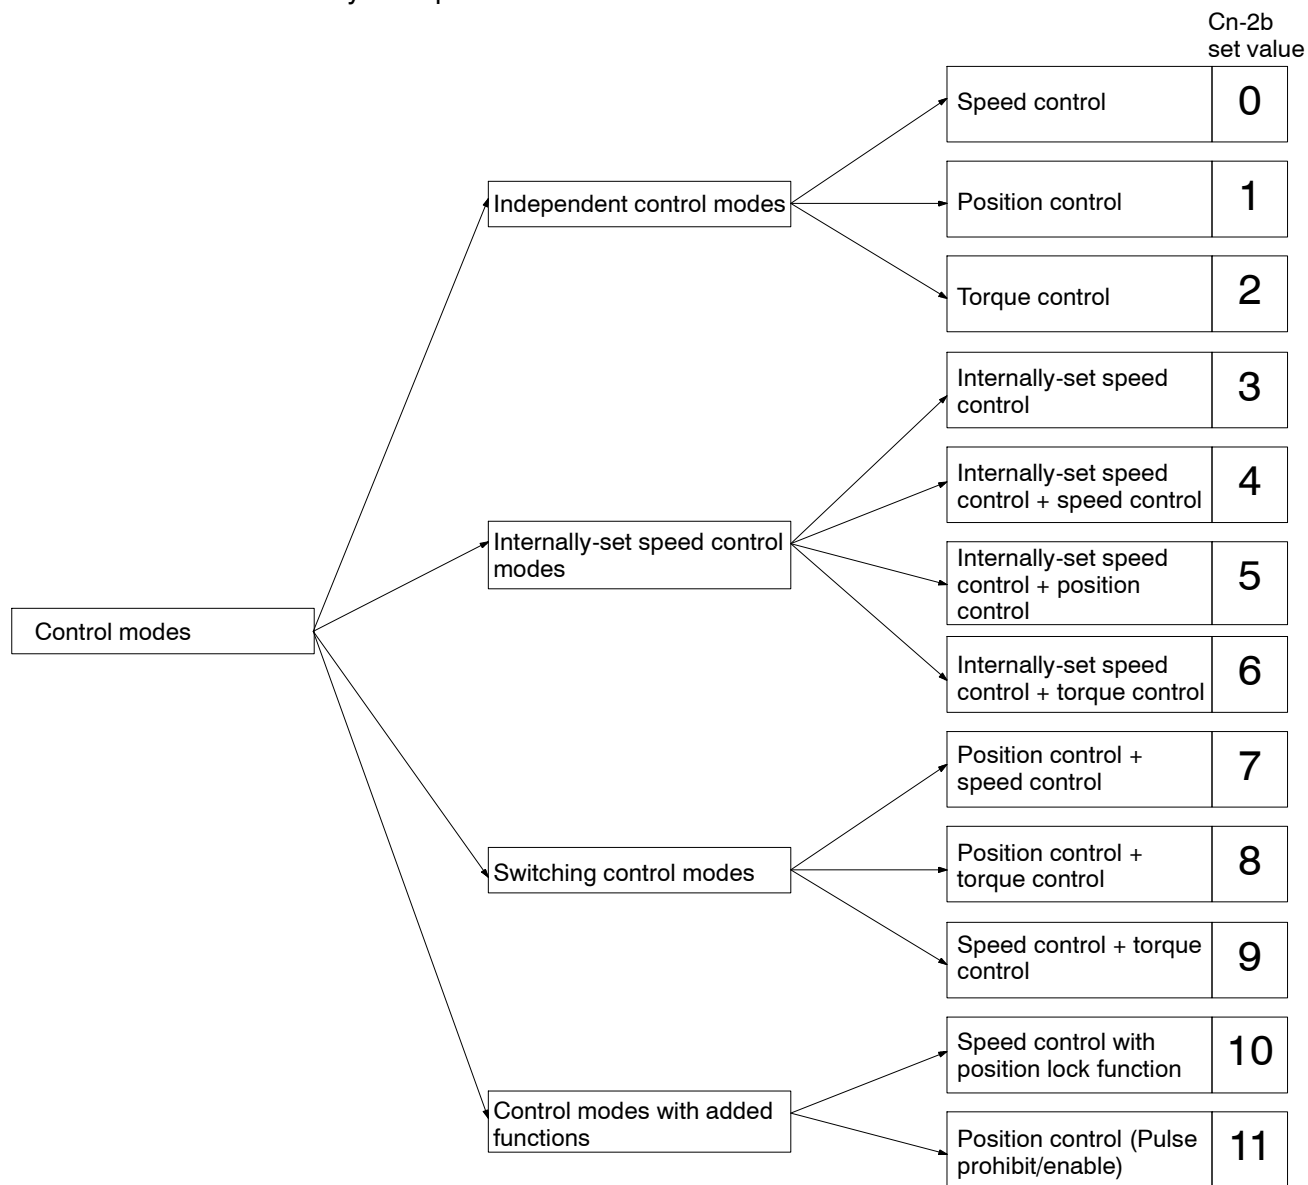 Cn-2b
set value
Speed control
0
Independent control modes
Position control
1
Torque control
2
Internally-set speed
control
3
Internally-set speed
control + speed control
4
Internally-set speed control
modes
Internally-set speed
control + position
control
5
Control modes
Internally-set speed
control + torque control
6
Position control +
speed control
7
Switching control modes
Position control +
torque control
8
Speed control + torque
control
9
Speed control with
position lock function
10
Control modes with added
functions
Position control (Pulse
prohibit/enable)
11